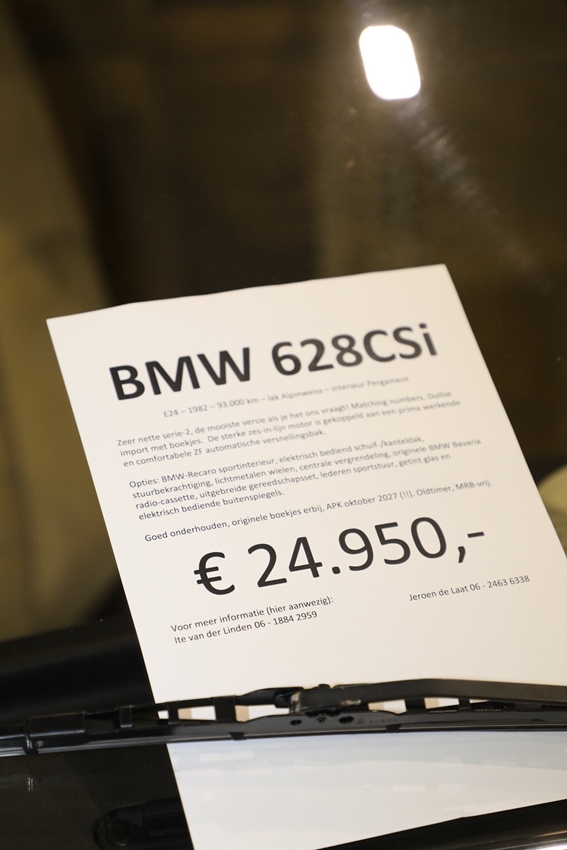 BMW 628CSi
E24 – 1982 – 93.000 km – lak Alpinweiss – interieur Pergament
Zeer nette serie-2, de mooiste versie als je het ons vraagt! Matching numbers, Duitse
import met boekjes. De sterke zes-in-lijn motor is gekoppeld aan een prima werkende
en comfortabele ZF automatische versnellingsbak.
Opties: BMW-Recaro sportinterieur, elektrisch bediend schuif-/kanteldak,
stuurbekrachtiging, lichtmetalen wielen, centrale vergrendeling, originele BMW Bavaria
radio-cassette, uitgebreide gereedschapsset, lederen sportstuur, getint glas en
elektrisch bediende buitenspiegels.
Goed onderhouden, originele boekjes erbij, APK oktober 2027 (!!). Oldtimer, MRB-vrij.
€ 24.950,-
Voor meer informatie (hier aanwezig):
Ite van der Linden 06 - 1884 2959
Jeroen de Laat 06 - 2463 6338